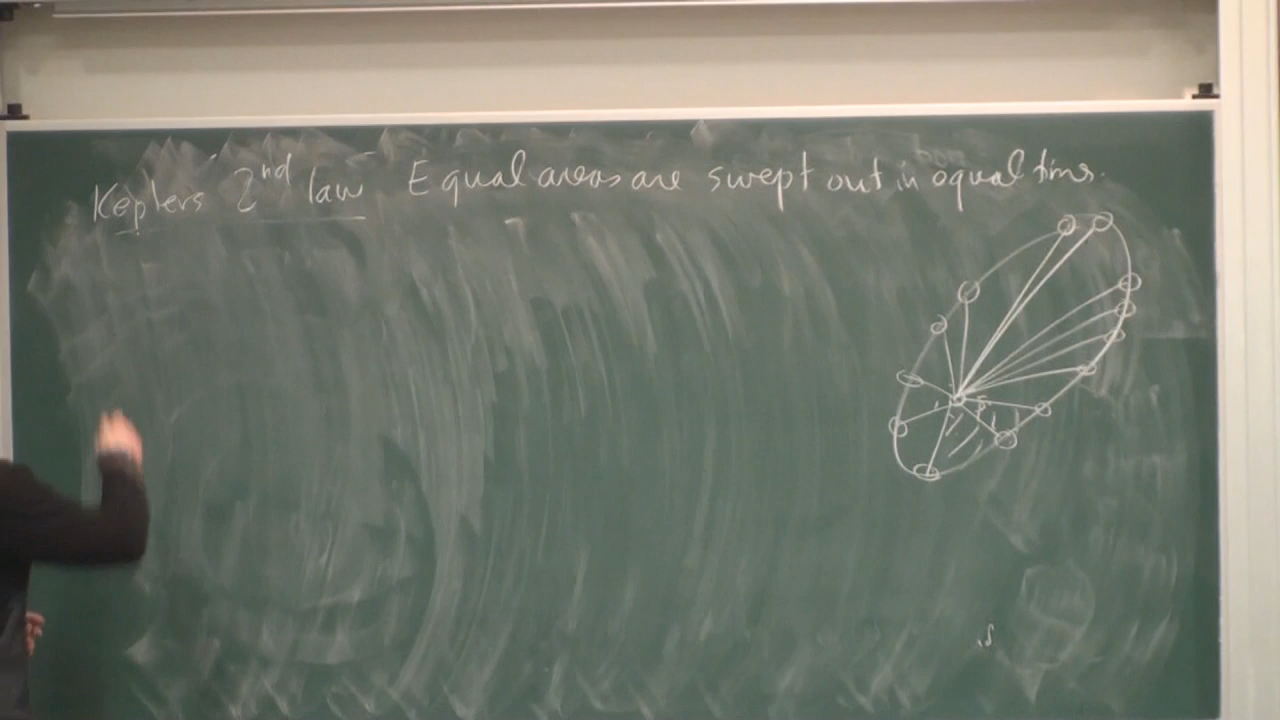 Keplers 2nd law Equal areas are swept out in equal times.